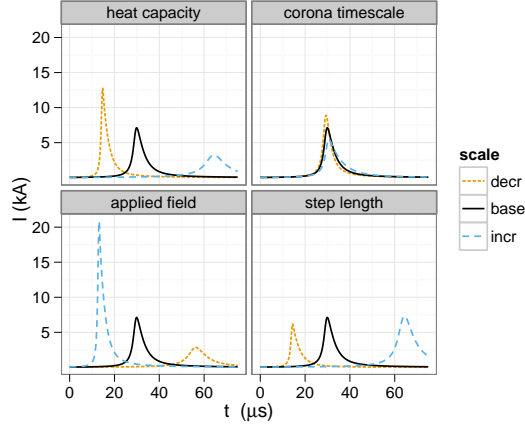 heat capacity
corona timescale
20
15
10
5
applied field
step length
20
15
10
5
0 20 40 60
0 20 40 60
I (kA)
t (μs)
scale
decr
base
incr